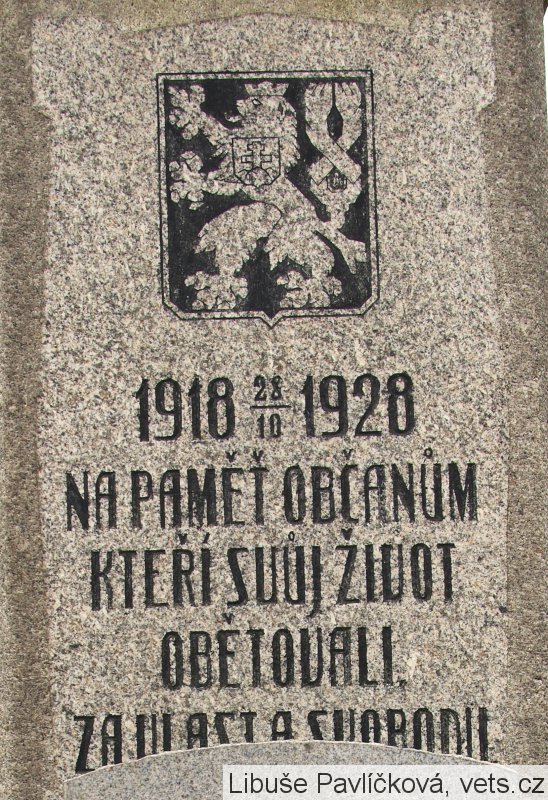 1918 28/10 1928
NA PAMĚŤ OBČANŮM
KTEŘÍ SVŮJ ŽIVOT
OBĚTOVALI,
ZA VLAST A SVOBODU
Libuše Pavlíčková, vets.cz